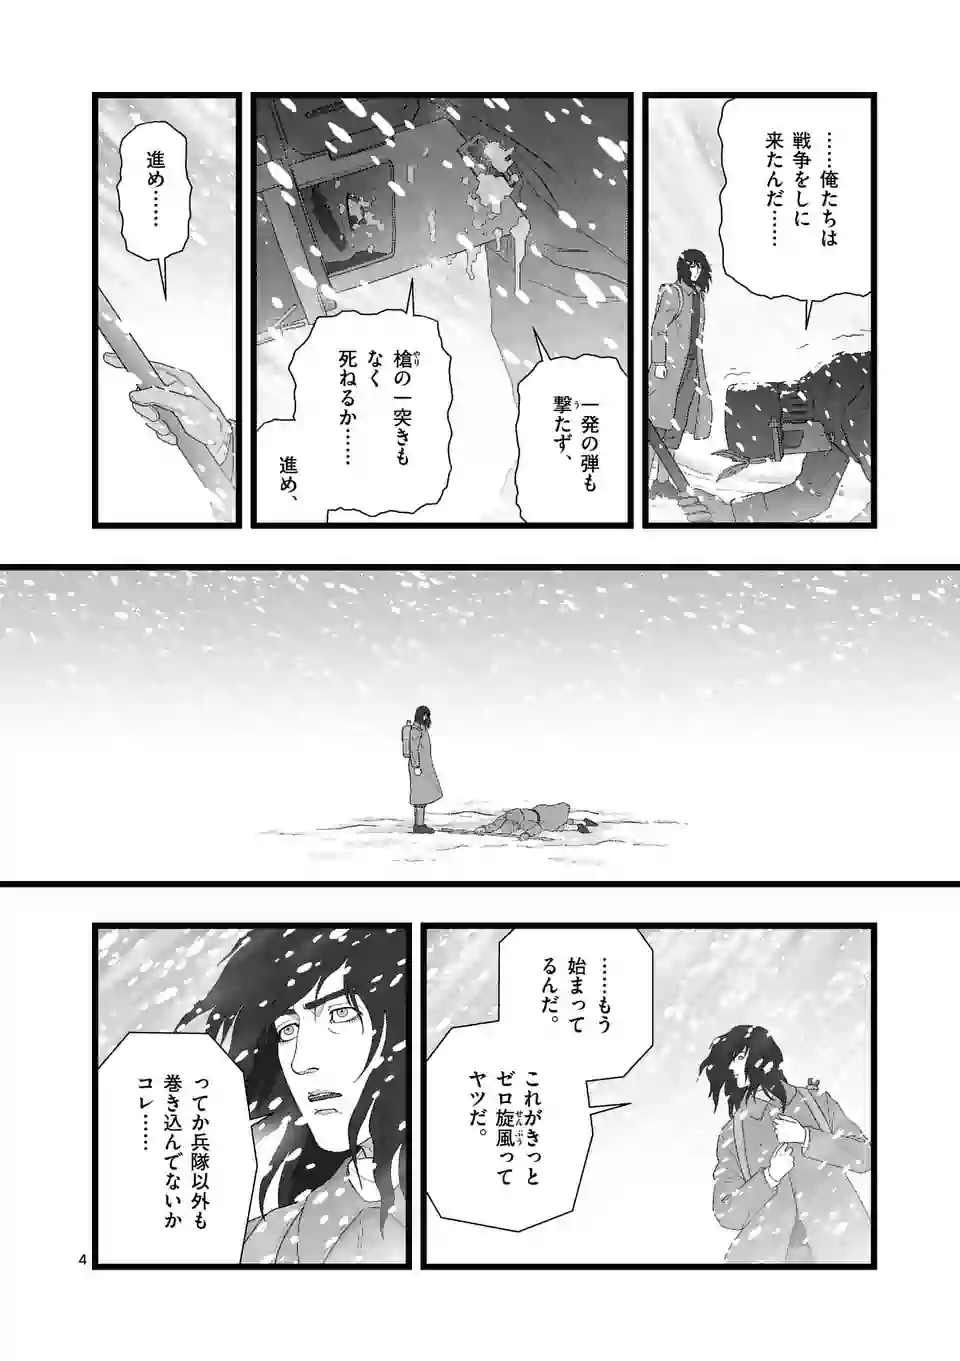 ……俺たちは
戦争をしに
来たんだ……
一発の弾も
撃たず、
槍の一突きも
なく
死ねるか……
進め、
進め……
……もう
始まって
るんだ。
これがきっと
ゼロ旋風って
ヤツだ。
ってか兵隊以外も
巻き込んでないか
コレ……
4